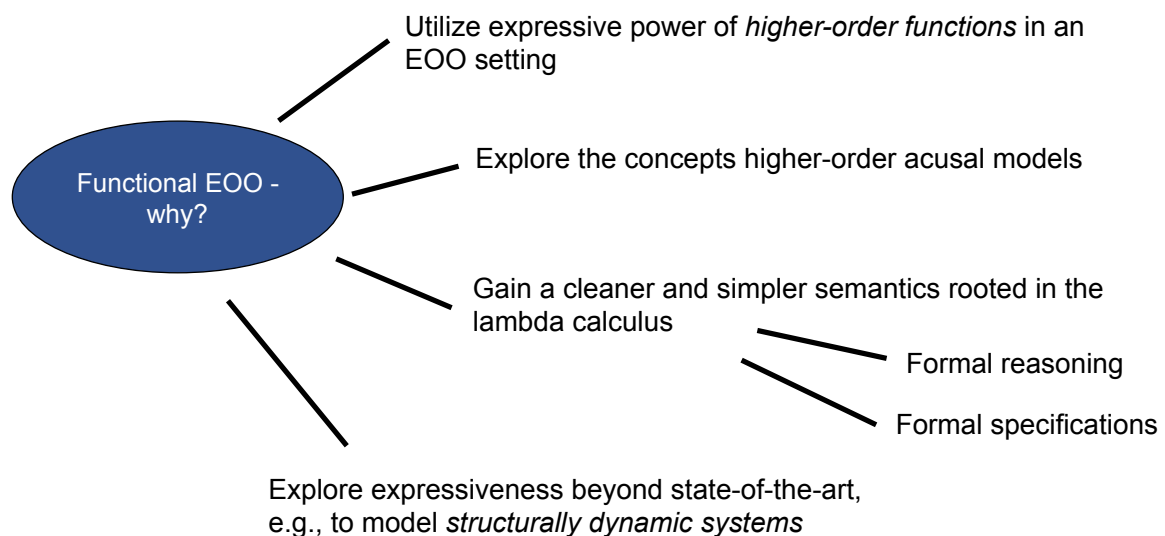 Utilize expressive power of higher-order functions in an
EOO setting
Functional EOO -
why?
Explore the concepts higher-order acusal models
Gain a cleaner and simpler semantics rooted in the
lambda calculus
Formal reasoning
Formal specifications
Explore expressiveness beyond state-of-the-art,
e.g., to model structurally dynamic systems